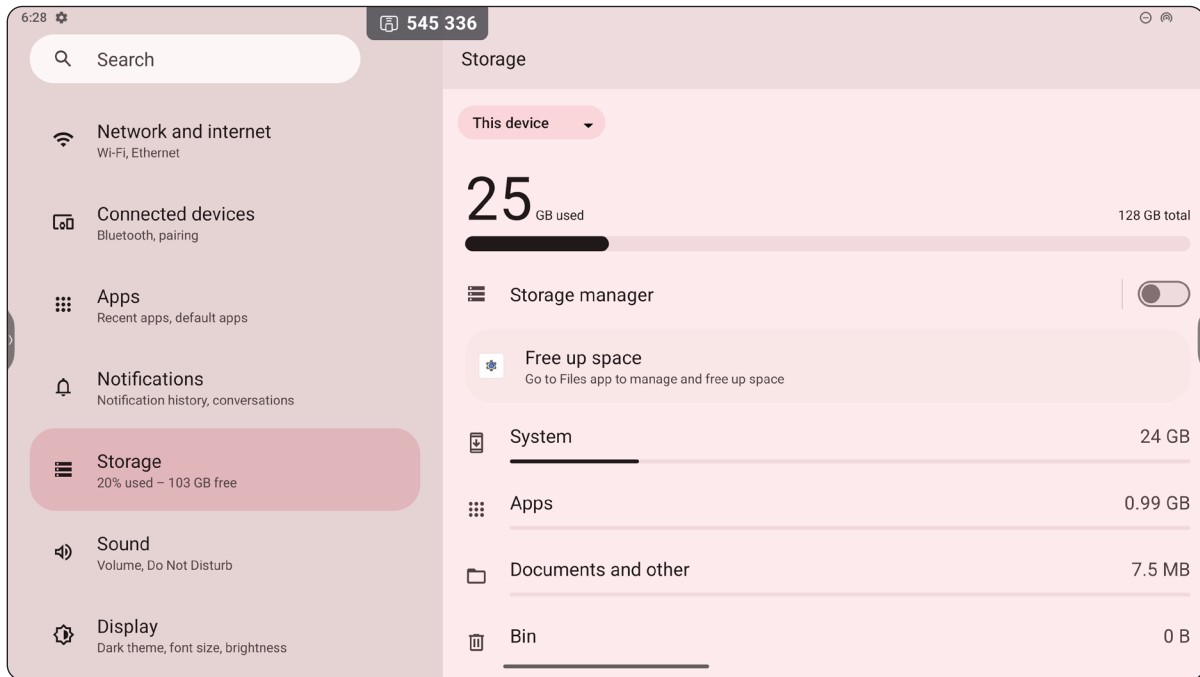 6:28
545 336
Search
Network and internet
Wi-Fi, Ethernet
Connected devices
Bluetooth, pairing
Apps
Recent apps, default apps
Notifications
Notification history, conversations
Storage
20% used – 103 GB free
Sound
Volume, Do Not Disturb
Display
Dark theme, font size, brightness
Storage
This device
25 GB used
128 GB total
Storage manager
Free up space
Go to Files app to manage and free up space
System 24 GB
Apps 0.99 GB
Documents and other 7.5 MB
Bin 0 B